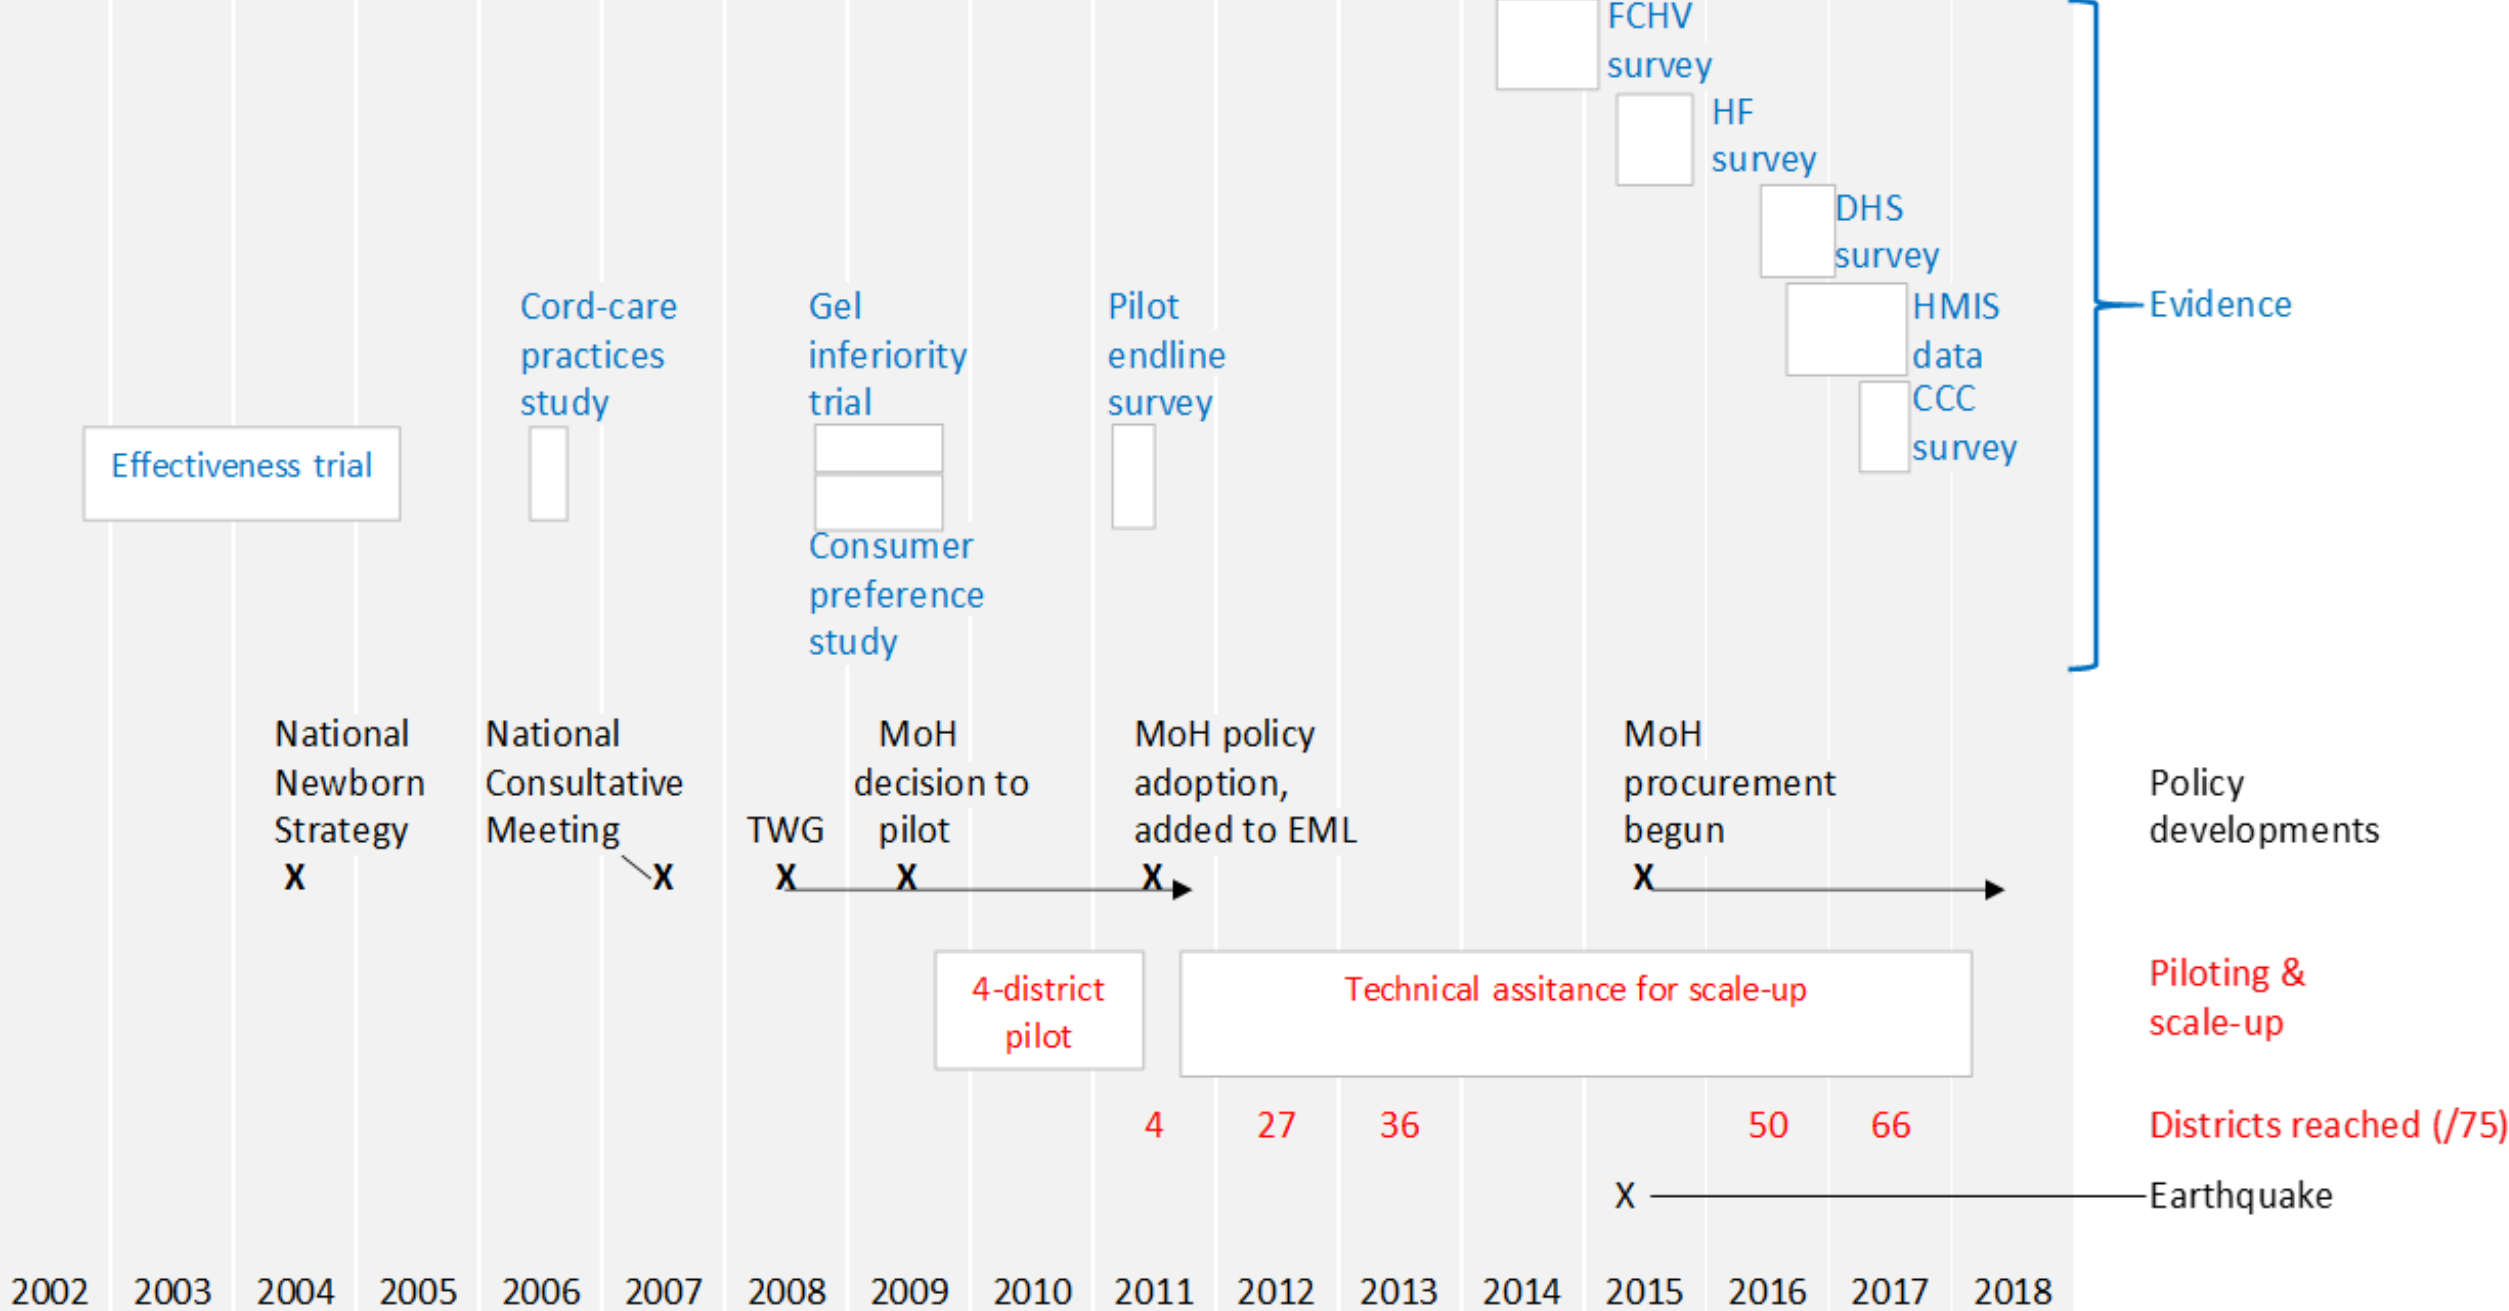 FCHV
survey
HF
survey
DHS
survey
HMIS
data
CCC
survey
Evidence
Cord-care
practices
study
Gel
inferiority
trial
Pilot
endline
survey
Effectiveness trial
Consumer
preference
study
National
Newborn
Strategy
X
National
Consultative
Meeting
X
TWG
X
MoH
decision to
pilot
X
MoH policy
adoption,
added to EML
X
MoH
procurement
begun
X
Policy
developments
4-district
pilot
Technical assitance for scale-up
Piloting &
scale-up
4 27 36 50 66 Districts reached (/75)
X Earthquake
2002 2003 2004 2005 2006 2007 2008 2009 2010 2011 2012 2013 2014 2015 2016 2017 2018